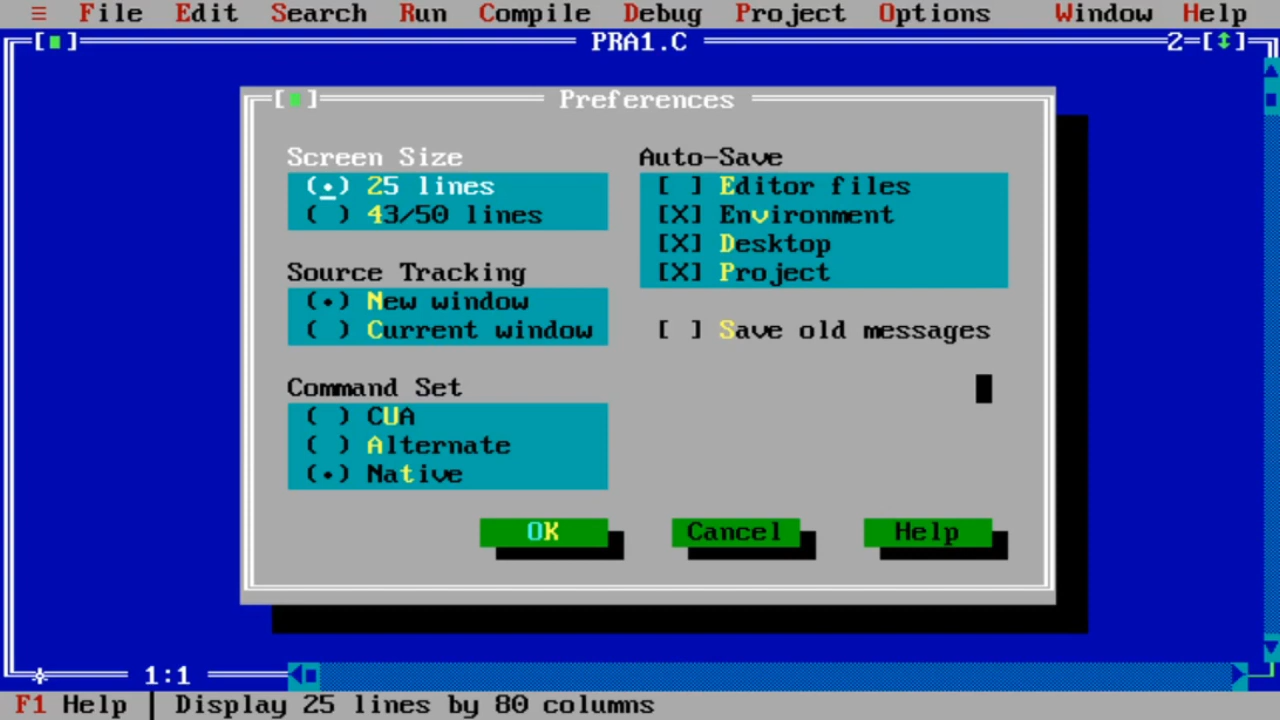 ≡ File Edit Search Run Compile Debug Project Options Window Help
[■] PRA1.C 2=[↕]
[■] Preferences
Screen Size
(•) 25 lines
( ) 43/50 lines
Source Tracking
(•) New window
( ) Current window
Command Set
( ) CUA
( ) Alternate
(•) Native
Auto-Save
[ ] Editor files
[X] Environment
[X] Desktop
[X] Project
[ ] Save old messages
OK Cancel Help
1:1
F1 Help | Display 25 lines by 80 columns